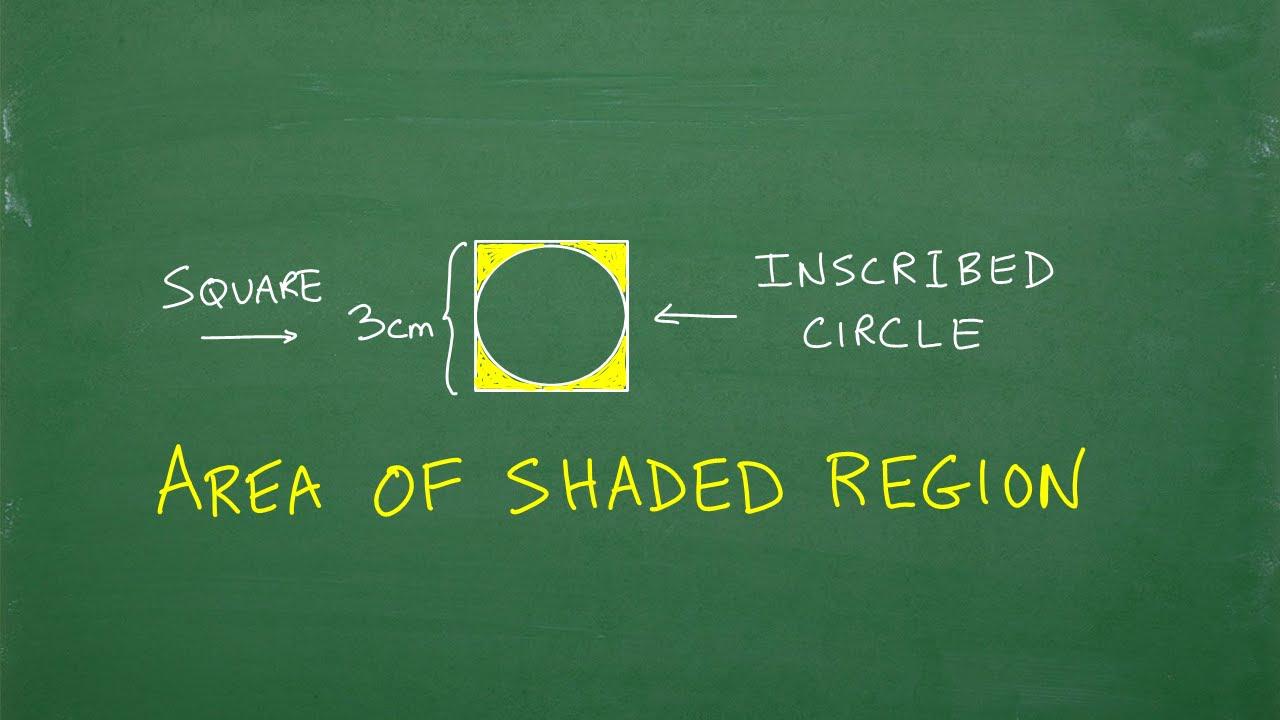 SQUARE
3cm
INSCRIBED
CIRCLE
AREA OF SHADED REGION